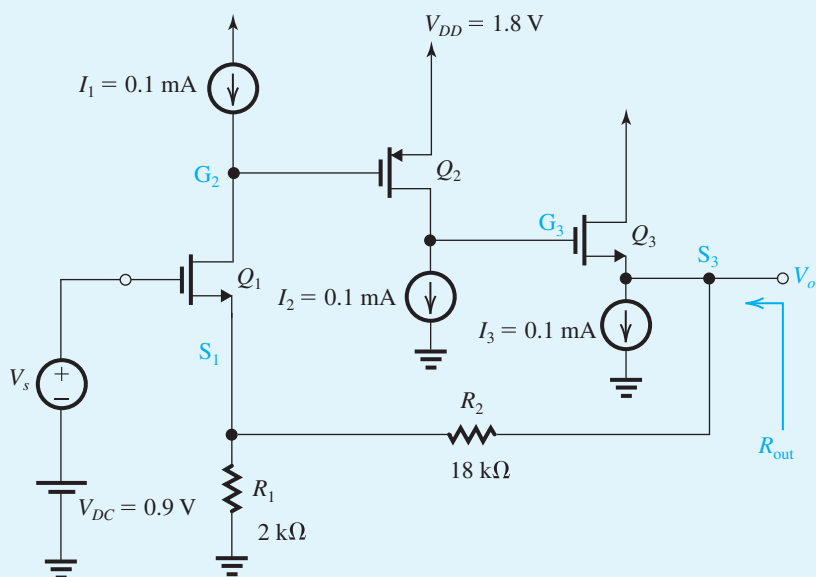 V_DD = 1.8 V
I_1 = 0.1 mA
G_2
Q_2
G_3
Q_3
S_3
V_o
Q_1
I_2 = 0.1 mA
I_3 = 0.1 mA
S_1
V_s
+
−
R_2
18 kΩ
R_out
R_1
V_DC = 0.9 V
2 kΩ